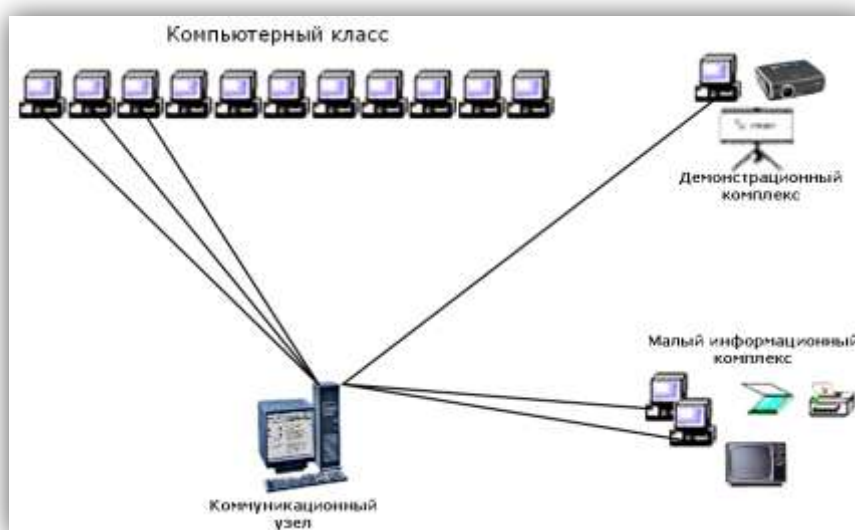 Компьютерный класс
Демонстрационный
комплекс
Малый информационный
комплекс
Коммуникационный
узел